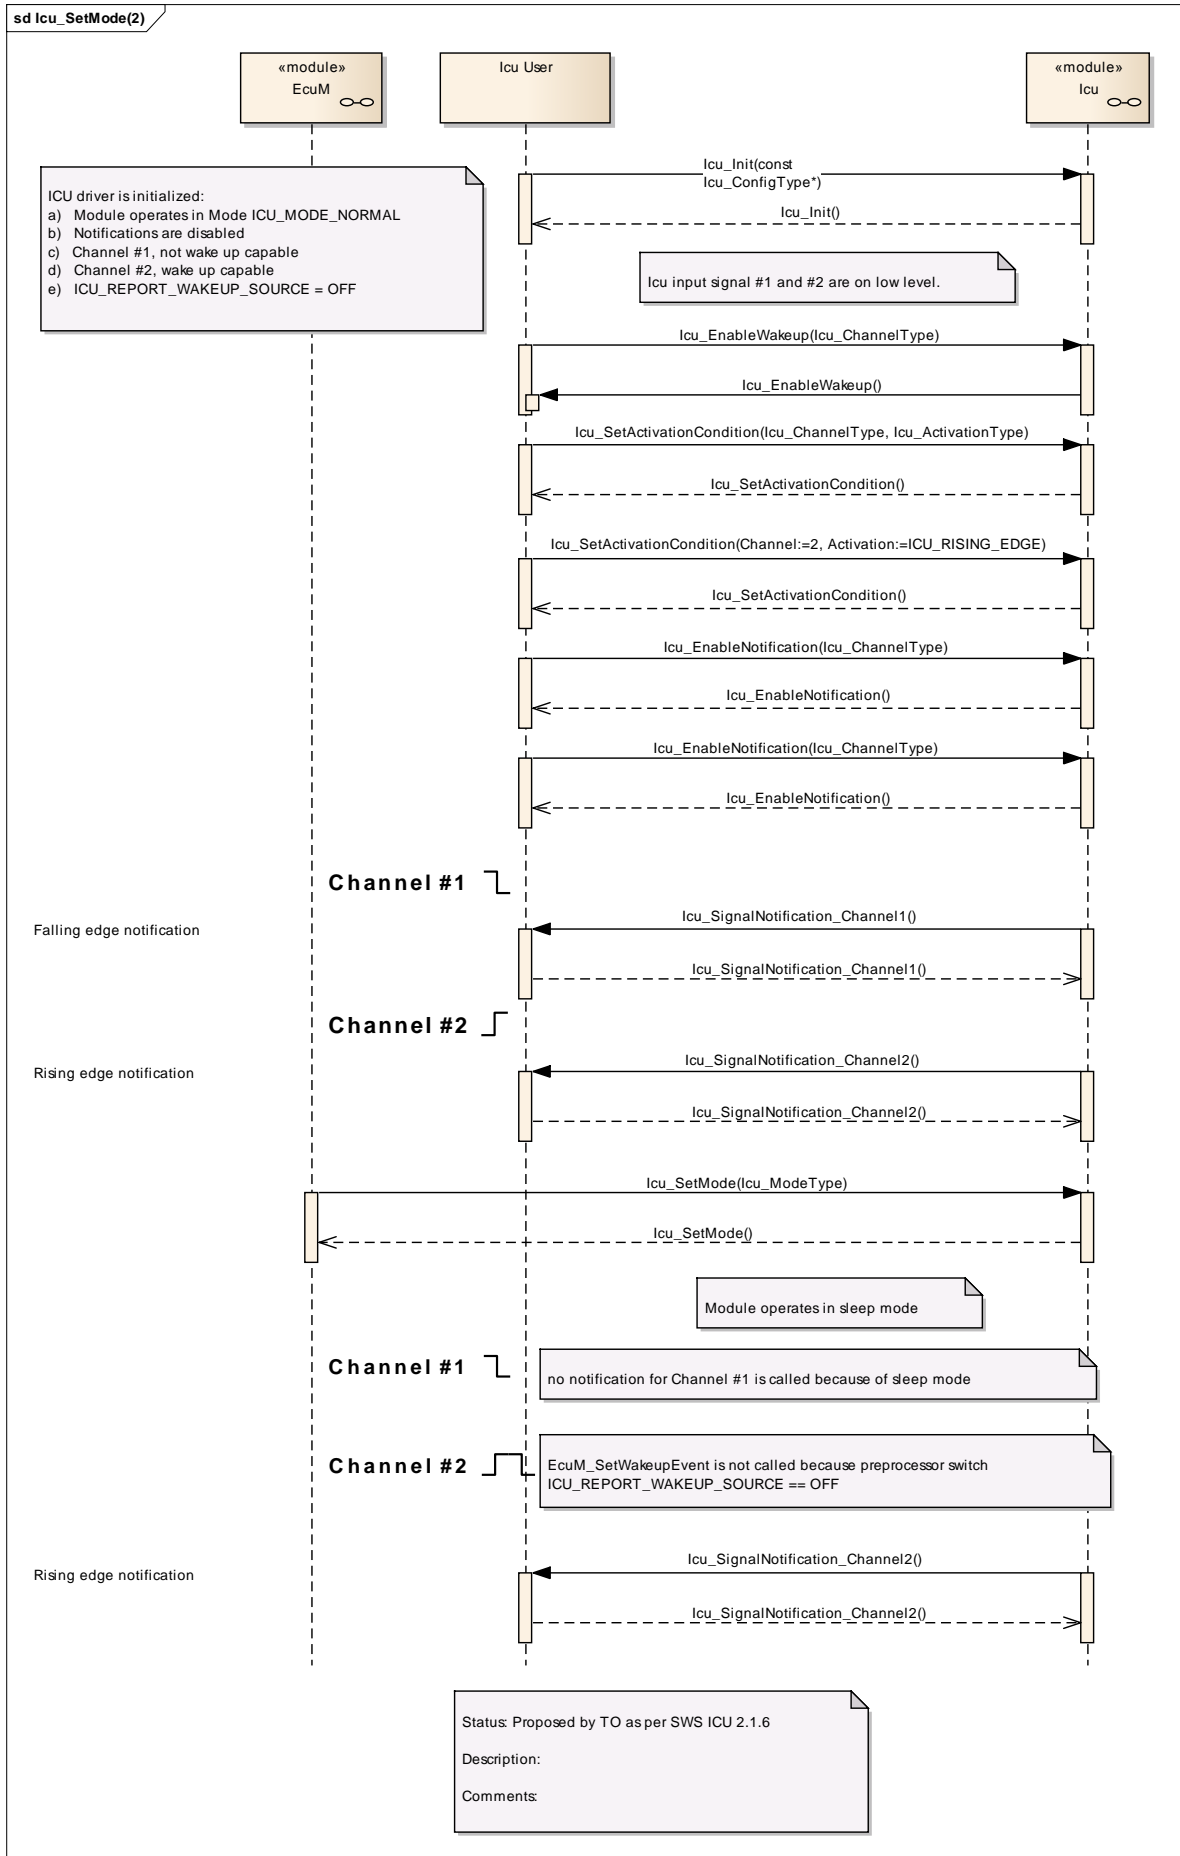 sd Icu_SetMode(2)
«module»
EcuM
Icu User
«module»
Icu
ICU driver is initialized:
a) Module operates in Mode ICU_MODE_NORMAL
b) Notifications are disabled
c) Channel #1, not wake up capable
d) Channel #2, wake up capable
e) ICU_REPORT_WAKEUP_SOURCE = OFF
Icu_Init(const
Icu_ConfigType*)
Icu_Init()
Icu input signal #1 and #2 are on low level.
Icu_EnableWakeup(Icu_ChannelType)
Icu_EnableWakeup()
Icu_SetActivationCondition(Icu_ChannelType, Icu_ActivationType)
Icu_SetActivationCondition()
Icu_SetActivationCondition(Channel:=2, Activation:=ICU_RISING_EDGE)
Icu_SetActivationCondition()
Icu_EnableNotification(Icu_ChannelType)
Icu_EnableNotification()
Icu_EnableNotification(Icu_ChannelType)
Icu_EnableNotification()
Channel #1
Icu_SignalNotification_Channel1()
Falling edge notification
Icu_SignalNotification_Channel1()
Channel #2
Icu_SignalNotification_Channel2()
Rising edge notification
Icu_SignalNotification_Channel2()
Icu_SetMode(Icu_ModeType)
Icu_SetMode()
Module operates in sleep mode
Channel #1
no notification for Channel #1 is called because of sleep mode
Channel #2
EcuM_SetWakeupEvent is not called because preprocessor switch
ICU_REPORT_WAKEUP_SOURCE == OFF
Icu_SignalNotification_Channel2()
Rising edge notification
Icu_SignalNotification_Channel2()
Status: Proposed by TO as per SWS ICU 2.1.6
Description:
Comments: